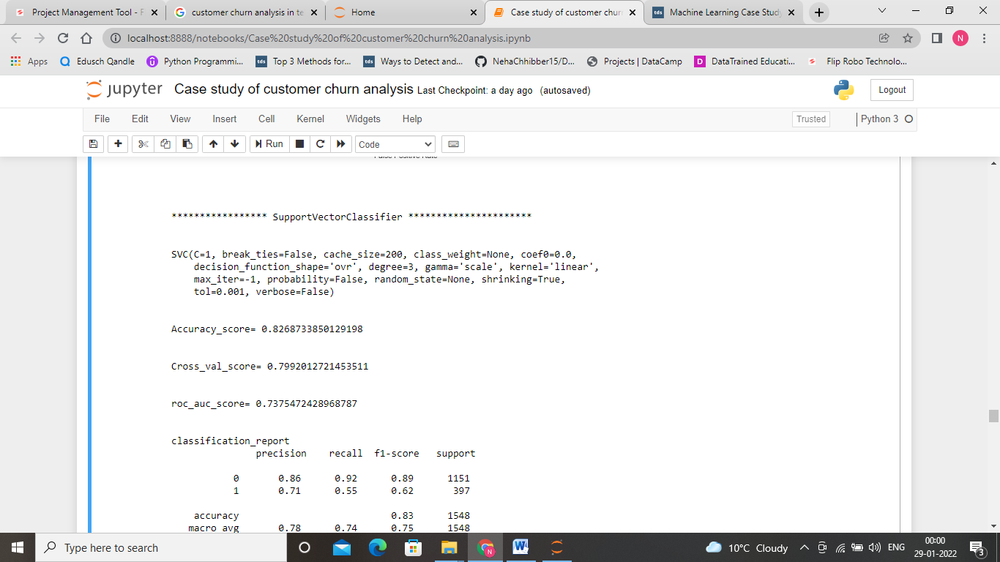 Project Management Tool - F
customer churn analysis in te
Home
Case study of customer churn
tds Machine Learning Case Study
localhost:8888/notebooks/Case%20study%20of%20customer%20churn%20analysis.ipynb
N
Apps
Edusch Qandle
Python Programmi...
tds Top 3 Methods for...
tds Ways to Detect and...
NehaChhibber15/D...
Projects | DataCamp
D DataTrained Educati...
Flip Robo Technolo...
jupyter Case study of customer churn analysis Last Checkpoint: a day ago (autosaved)
Logout
File Edit View Insert Cell Kernel Widgets Help
Trusted
Python 3
Run
Code
False Positive Rate
***************** SupportVectorClassifier **********************
SVC(C=1, break_ties=False, cache_size=200, class_weight=None, coef0=0.0,
decision_function_shape='ovr', degree=3, gamma='scale', kernel='linear',
max_iter=-1, probability=False, random_state=None, shrinking=True,
tol=0.001, verbose=False)
Accuracy_score= 0.8268733850129198
Cross_val_score= 0.7992012721453511
roc_auc_score= 0.7375472428968787
classification_report
precision recall f1-score support
0 0.86 0.92 0.89 1151
1 0.71 0.55 0.62 397
accuracy 0.83 1548
macro avg 0.78 0.74 0.75 1548
Type here to search
N
W
10°C Cloudy
ENG
00:00
29-01-2022
3